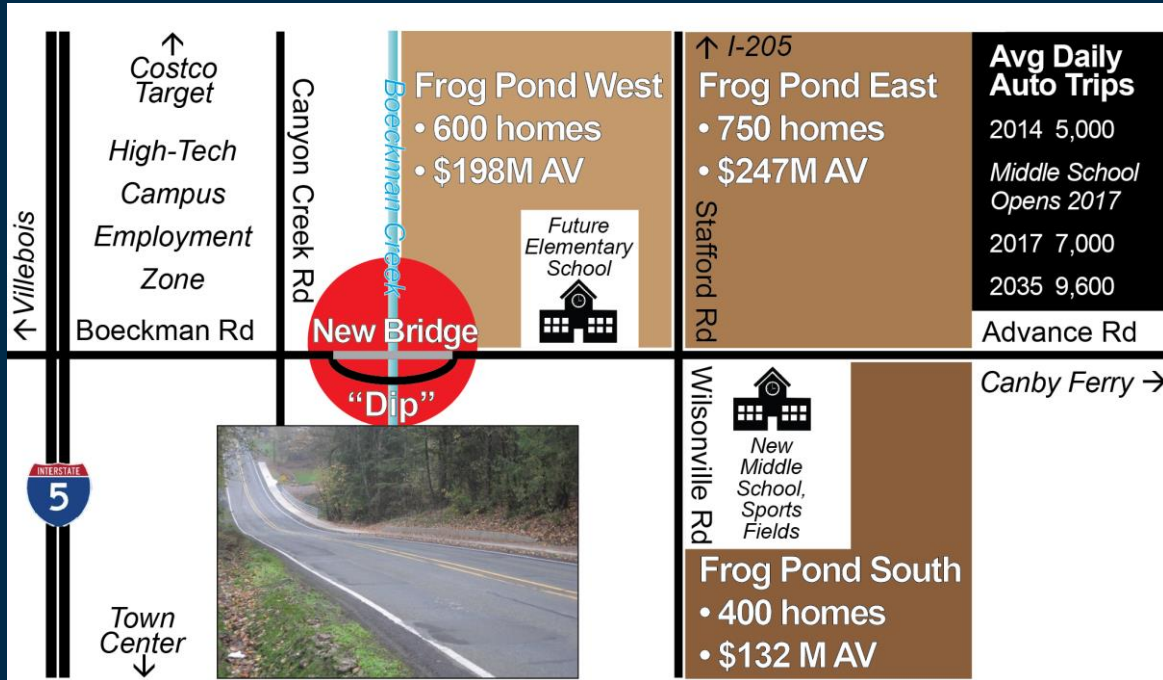 ↑
Costco
Target
High-Tech
Campus
Employment
Zone
↑ Villebois
Boeckman Rd
Canyon Creek Rd
Boeckman Creek
Frog Pond West
• 600 homes
• $198M AV
Future
Elementary
School
New Bridge
“Dip”
↑ I-205
Frog Pond East
• 750 homes
• $247M AV
Stafford Rd
Avg Daily
Auto Trips
2014 5,000
Middle School
Opens 2017
2017 7,000
2035 9,600
Advance Rd
Canby Ferry →
INTERSTATE
5
Town
Center
↓
Wilsonville Rd
New
Middle
School,
Sports
Fields
Frog Pond South
• 400 homes
• $132 M AV